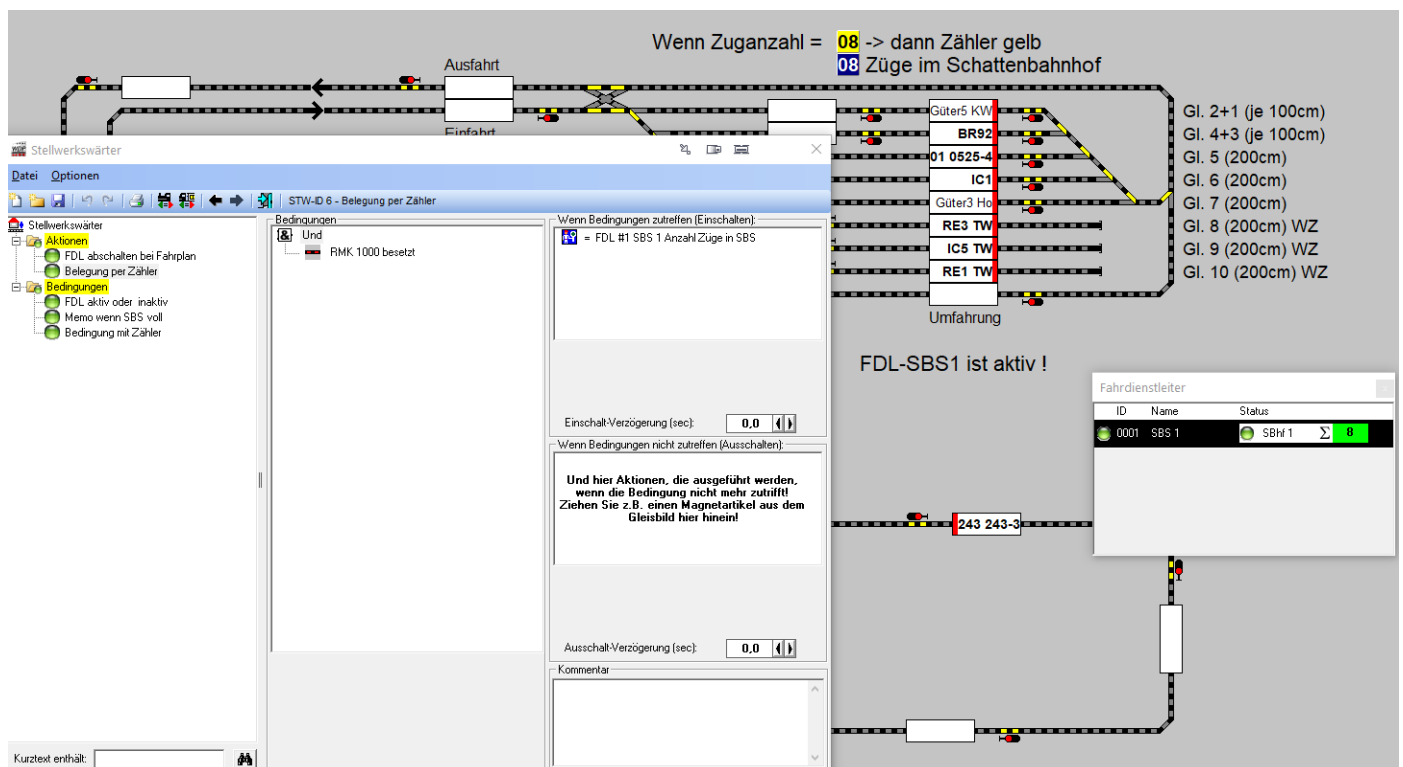 Wenn Zuganzahl = 08 -> dann Zähler gelb
08 Züge im Schattenbahnhof
Ausfahrt
Einfahrt
Güter5 KW
BR92
01 0525-4
IC1
Güter3 Ho
RE3 TW
IC5 TW
RE1 TW
Umfahrung
Gl. 2+1 (je 100cm)
Gl. 4+3 (je 100cm)
Gl. 5 (200cm)
Gl. 6 (200cm)
Gl. 7 (200cm)
Gl. 8 (200cm) WZ
Gl. 9 (200cm) WZ
Gl. 10 (200cm) WZ
FDL-SBS1 ist aktiv !
Stellwerkswärter
Datei Optionen
STW-ID 6 - Belegung per Zähler
Stellwerkswärter
Aktionen
FDL abschalten bei Fahrplan
Belegung per Zähler
Bedingungen
FDL aktiv oder inaktiv
Memo wenn SBS voll
Bedingung mit Zähler
Kurztext enthält:
Bedingungen
& Und
RMK 1000 besetzt
Wenn Bedingungen zutreffen (Einschalten):
= FDL #1 SBS 1 Anzahl Züge in SBS
Einschalt-Verzögerung (sec): 0,0
Wenn Bedingungen nicht zutreffen (Ausschalten):
Und hier Aktionen, die ausgeführt werden,
wenn die Bedingung nicht mehr zutrifft!
Ziehen Sie z.B. einen Magnetartikel aus dem
Gleisbild hier hinein!
Ausschalt-Verzögerung (sec): 0,0
Kommentar
Fahrdienstleiter
ID Name Status
0001 SBS 1 SBhf 1 Σ 8
243 243-3